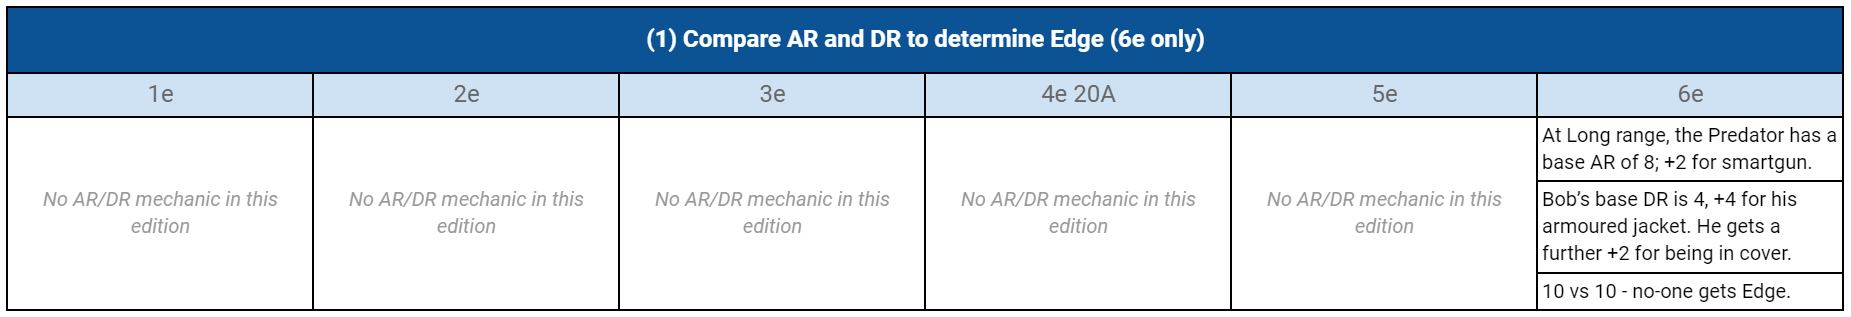 (1) Compare AR and DR to determine Edge (6e only)
1e
2e
3e
4e 20A
5e
6e
No AR/DR mechanic in this
edition
No AR/DR mechanic in this
edition
No AR/DR mechanic in this
edition
No AR/DR mechanic in this
edition
No AR/DR mechanic in this
edition
At Long range, the Predator has a
base AR of 8; +2 for smartgun.
Bob’s base DR is 4, +4 for his
armoured jacket. He gets a
further +2 for being in cover.
10 vs 10 - no-one gets Edge.